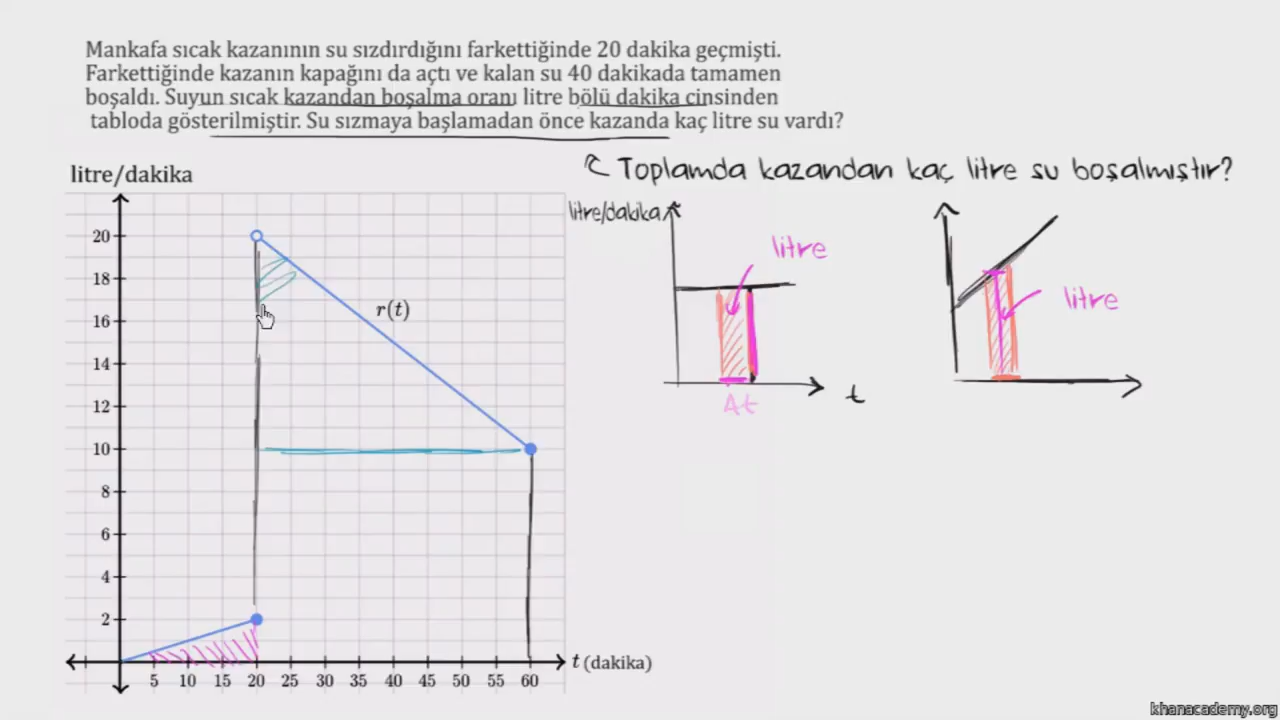 Mankafa sıcak kazanının su sızdırdığını farkettiğinde 20 dakika geçmişti.
Farkettiğinde kazanın kapağını da açtı ve kalan su 40 dakikada tamamen
boşaldı. Suyun sıcak kazandan boşalma oranı litre bölü dakika cinsinden
tabloda gösterilmiştir. Su sızmaya başlamadan önce kazanda kaç litre su vardı?
Toplamda kazandan kaç litre su boşalmıştır?
litre/dakika
20
18
16
14
12
10
8
6
4
2
r(t)
5 10 15 20 25 30 35 40 45 50 55 60
t (dakika)
litre/dakika
litre
Δt
t
litre
khanacademy.org